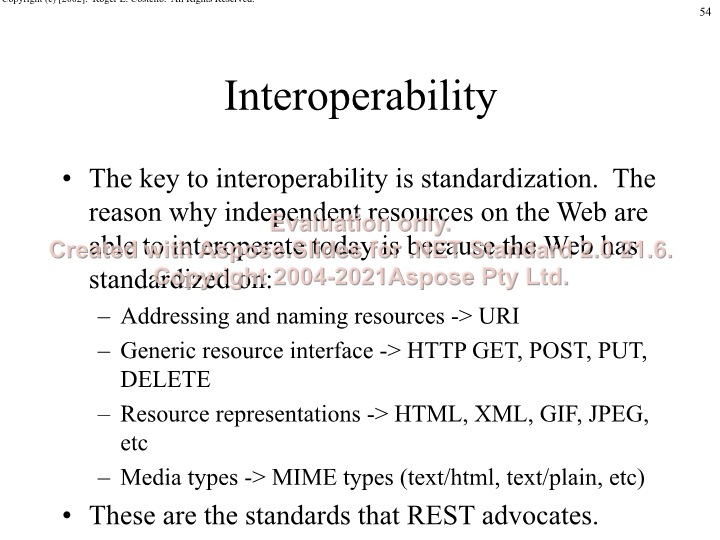 Copyright (c) [2002]. Roger L. Costello. All Rights Reserved.
54
Interoperability
• The key to interoperability is standardization. The
reason why independent resources on the Web are
able to interoperate today is because the Web has
standardized on:
Evaluation only.
Created with Aspose.Slides for .NET Standard 2.0 21.6.
Copyright 2004-2021Aspose Pty Ltd.
– Addressing and naming resources -> URI
– Generic resource interface -> HTTP GET, POST, PUT,
DELETE
– Resource representations -> HTML, XML, GIF, JPEG,
etc
– Media types -> MIME types (text/html, text/plain, etc)
• These are the standards that REST advocates.